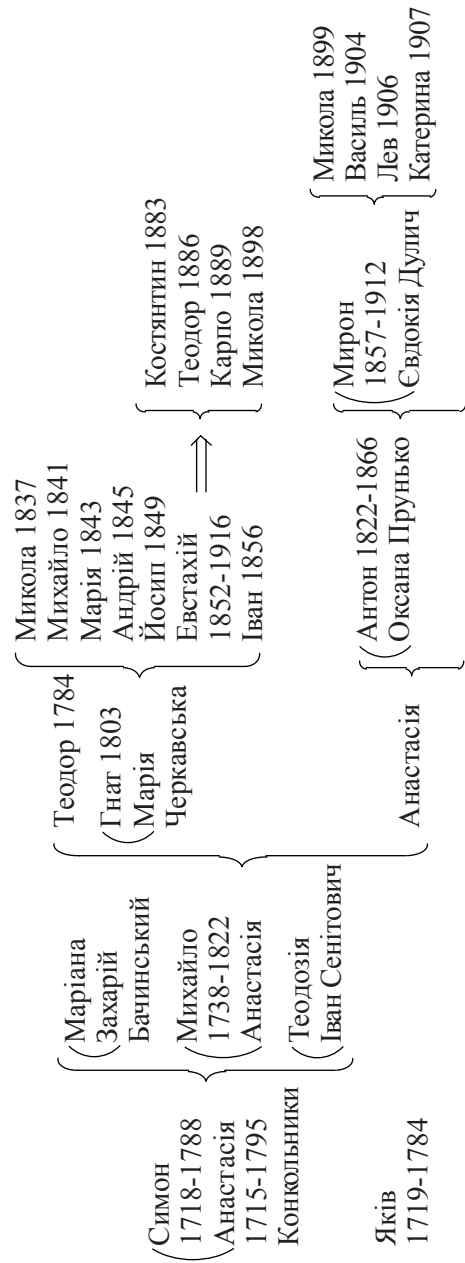 Симон
1718-1788
Анастасія
1715-1795
Конкольники
Яків
1719-1784
Маріана
Захарій
Бачинський
Михайло
1738-1822
Анастасія
Теодозія
Іван Сенітович
Теодор 1784
Гнат 1803
Марія
Черкавська
Анастасія
Микола 1837
Михайло 1841
Марія 1843
Андрій 1845
Йосип 1849
Евстахій
1852-1916
Іван 1856
Антон 1822-1866
Оксана Прунько
Костянтин 1883
Теодор 1886
Карпо 1889
Микола 1898
Мирон
1857-1912
Євдокія Дулич
Микола 1899
Василь 1904
Лев 1906
Катерина 1907